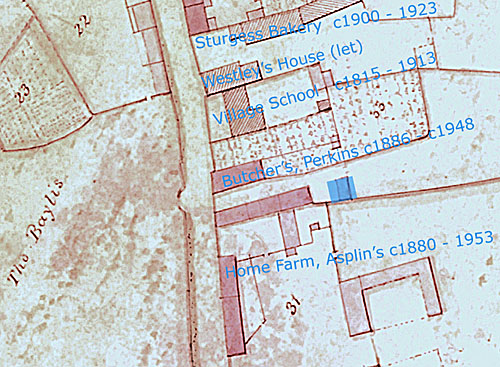 Sturgess Bakery c1900 - 1923
22
Westley's House (let)
23
Village School - c1815 - 1913
33
Butcher's, Perkins c1886 - c1948
The Baylis
Home Farm, Asplin's c1880 - 1953
31